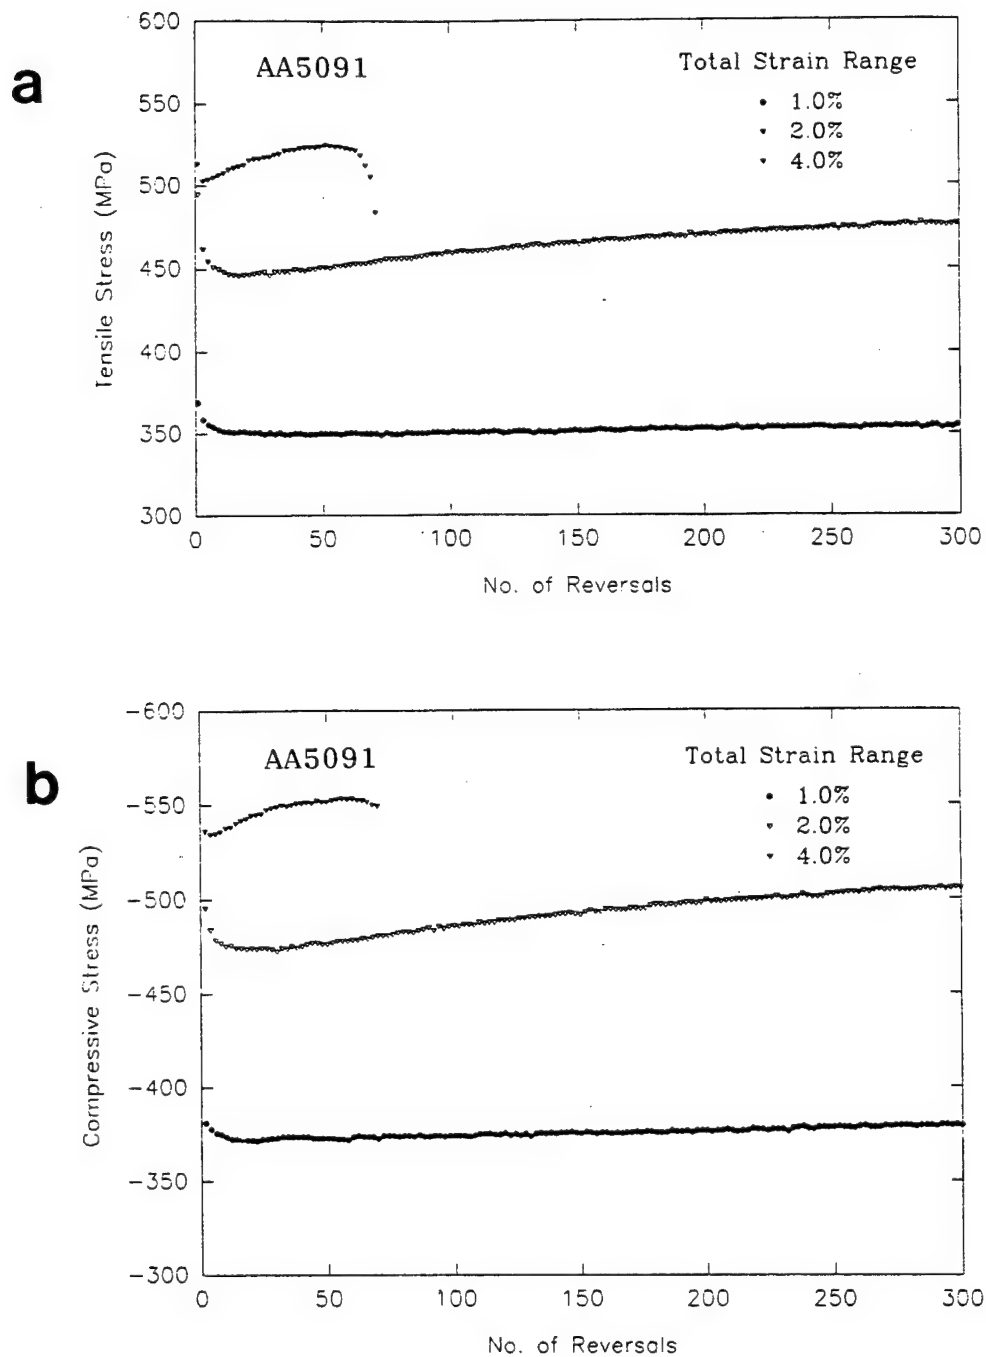 a
AA5091
Total Strain Range
1.0%
2.0%
4.0%
600
550
500
450
400
350
300
Tensile Stress (MPa)
0 50 100 150 200 250 300
No. of Reversals
b
AA5091
Total Strain Range
1.0%
2.0%
4.0%
-600
-550
-500
-450
-400
-350
-300
Compressive Stress (MPa)
0 50 100 150 200 250 300
No. of Reversals